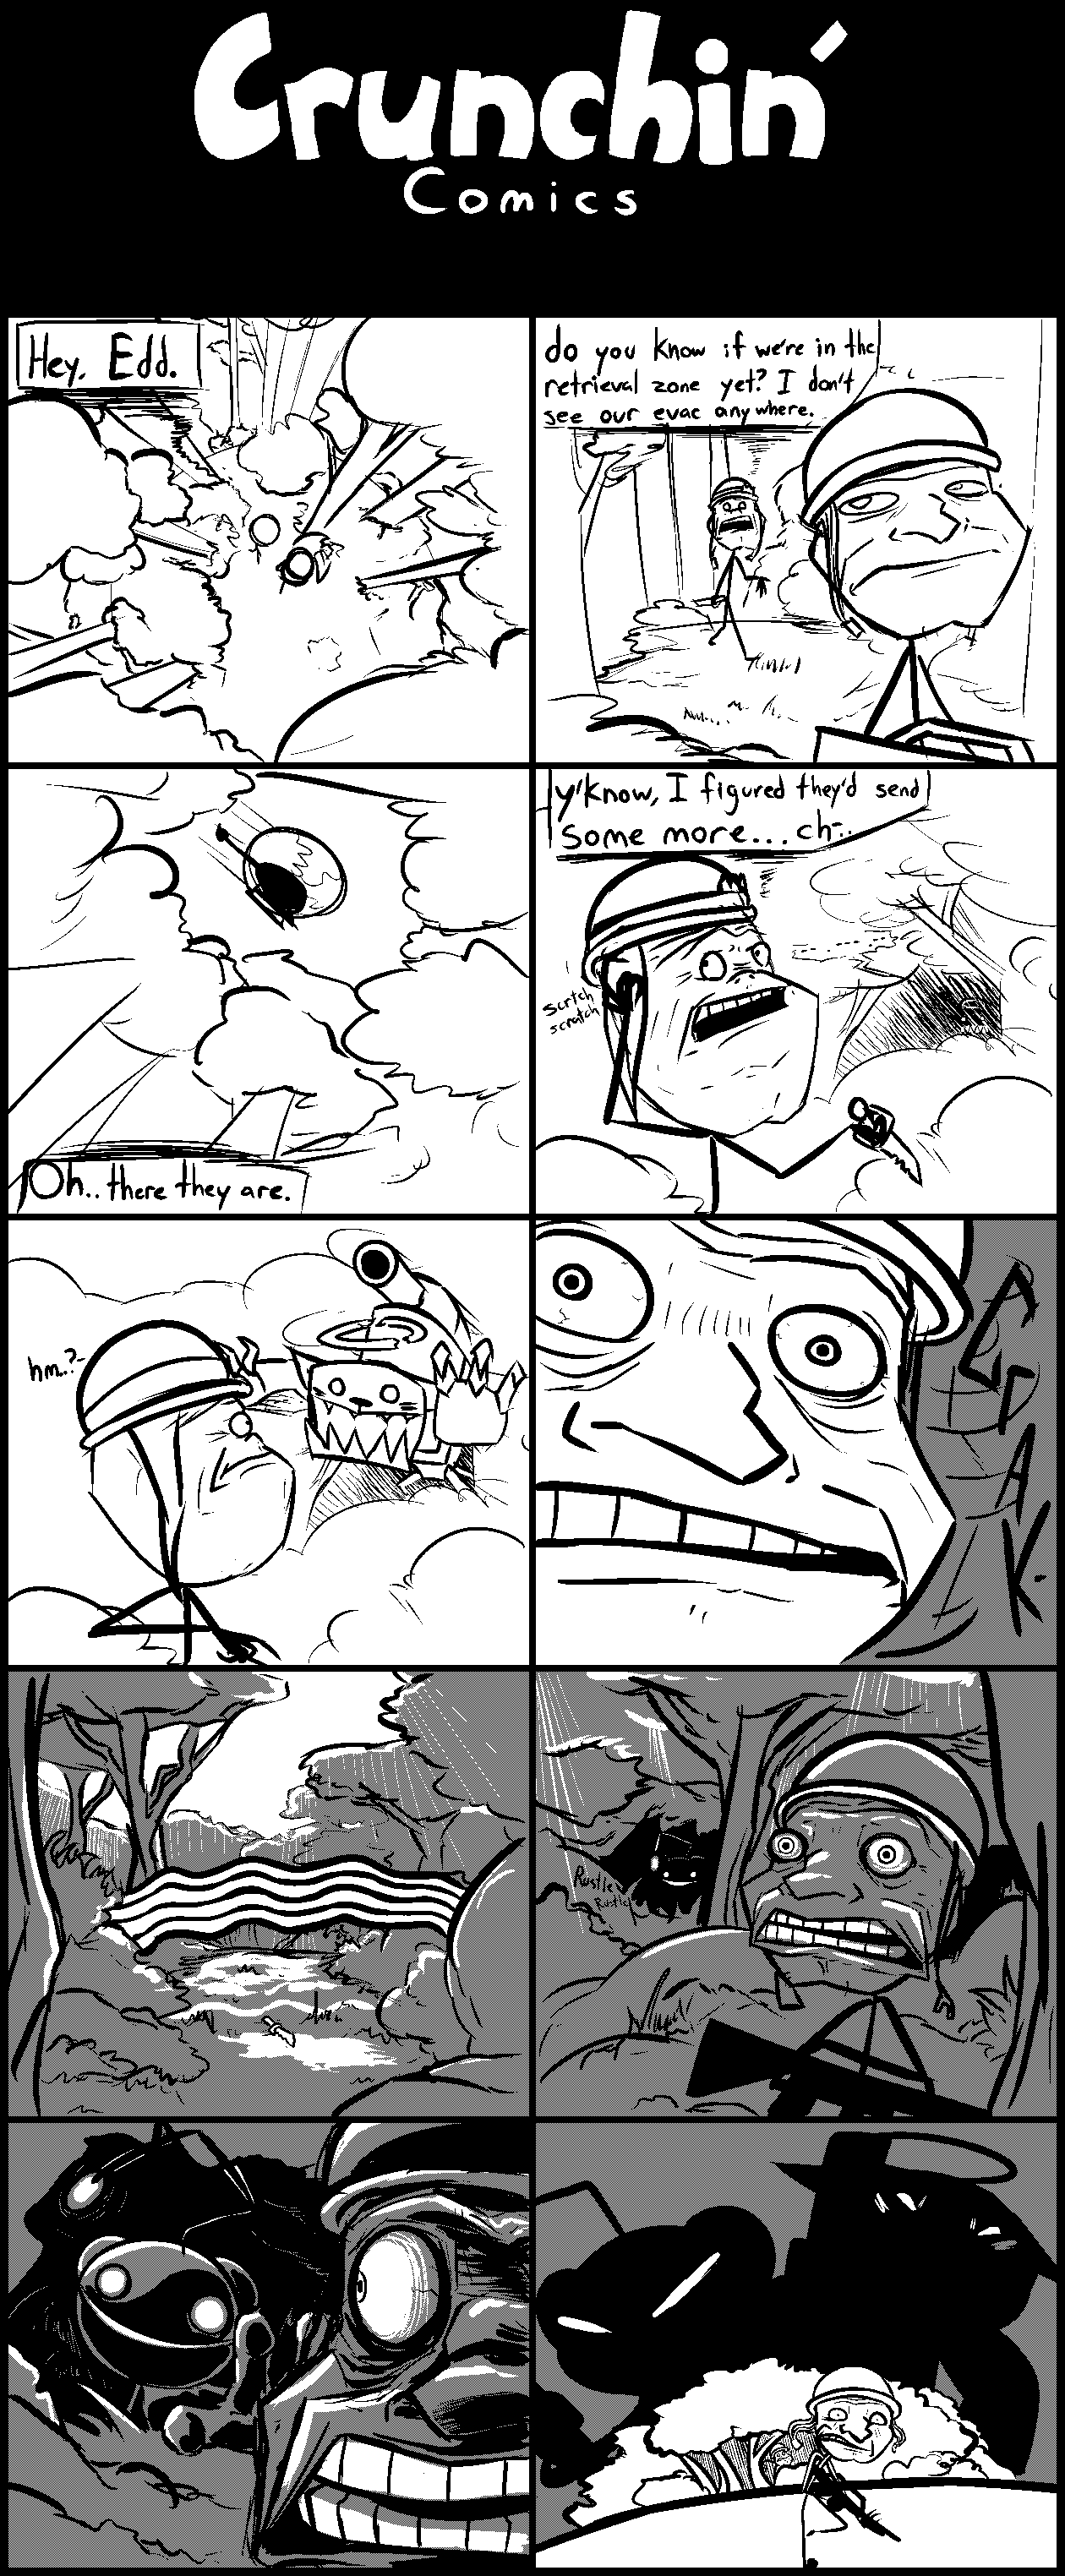 Crunchin'
Comics
Hey, Edd.
do you know if we're in the
retrieval zone yet? I don't
see our evac anywhere.
Oh.. there they are.
y'know, I figured they'd send
some more... ch-..
scrtch
scratch
hm..?-
CRAK.
Rustle
Rustle